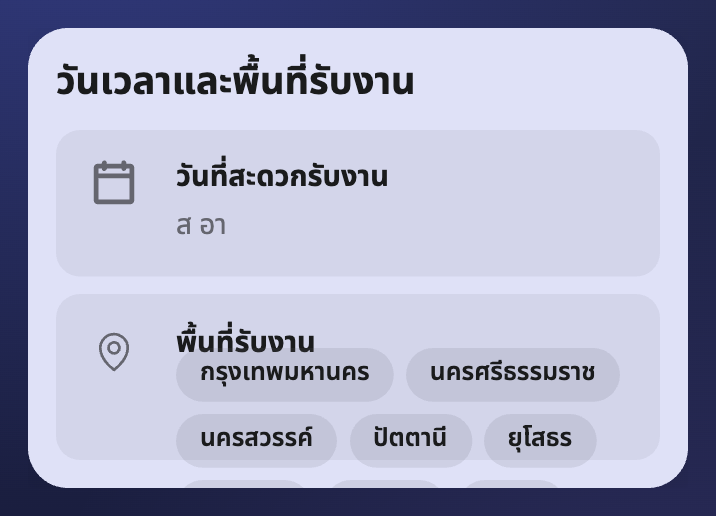 วันเวลาและพื้นที่รับงาน
วันที่สะดวกรับงาน
ส อา
พื้นที่รับงาน
กรุงเทพมหานคร นครศรีธรรมราช
นครสวรรค์ ปัตตานี ยุโสธร